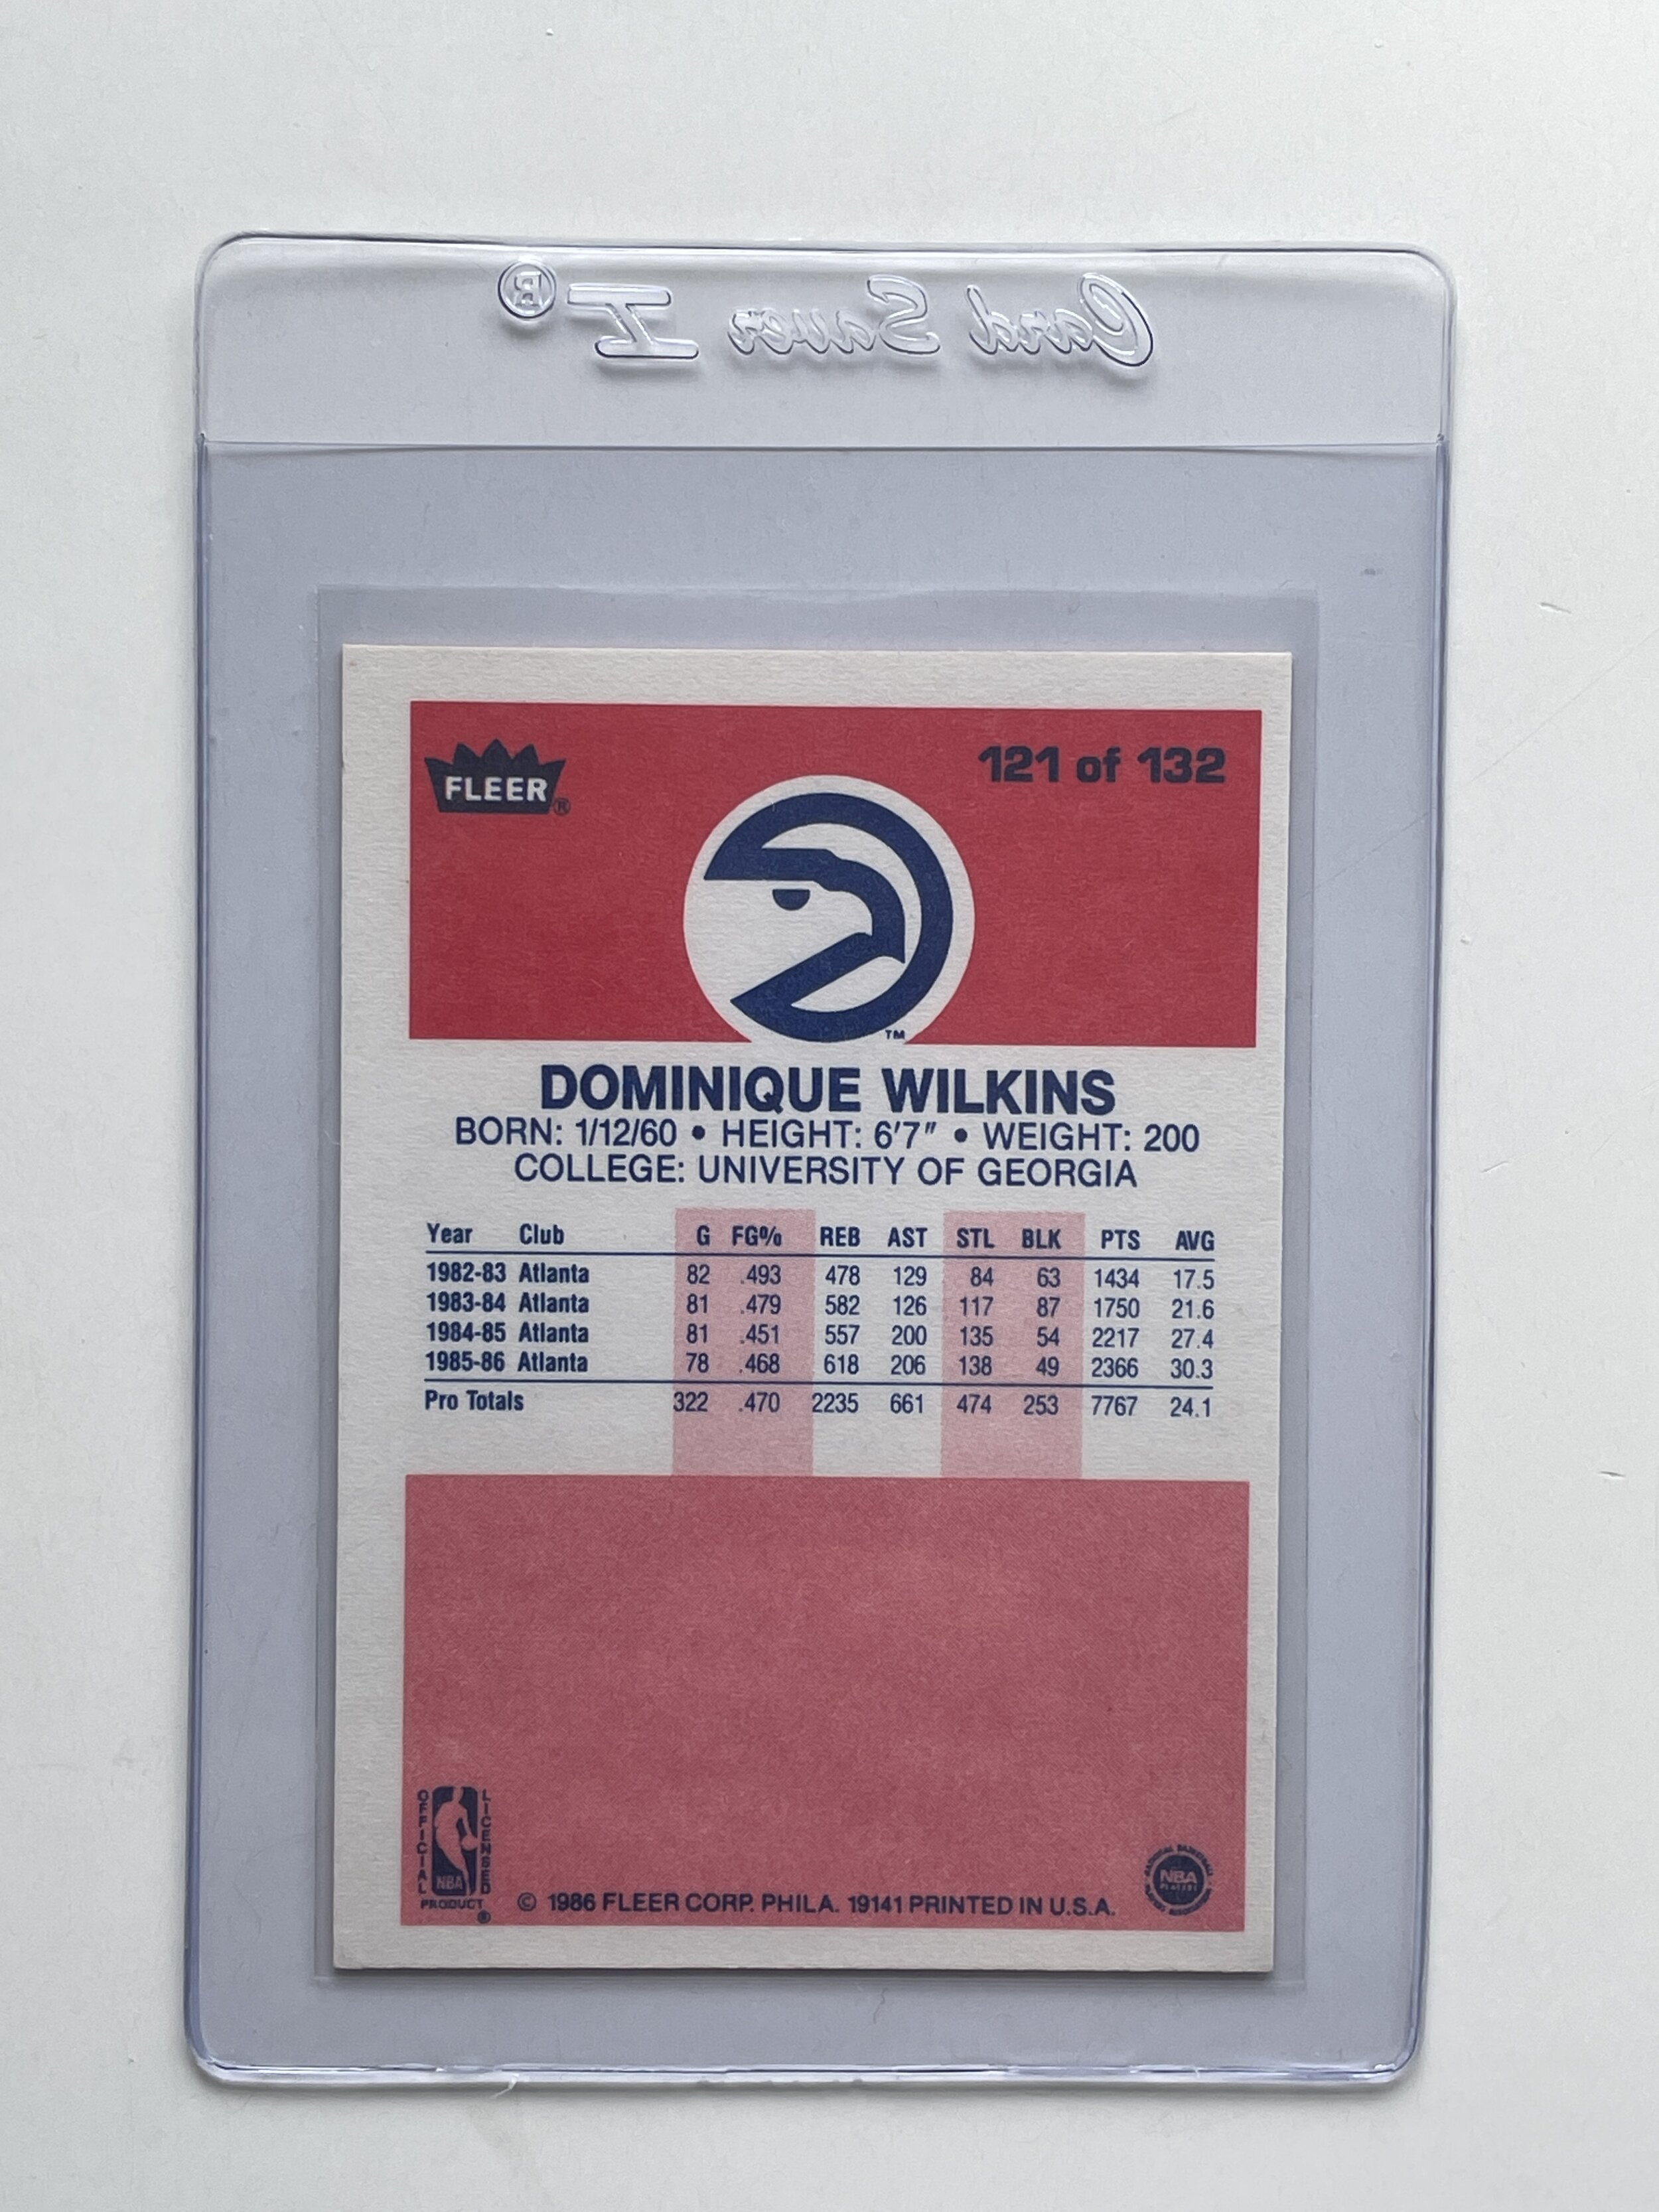 Card Saver I®
FLEER®
121 of 132
TM
DOMINIQUE WILKINS
BORN: 1/12/60 • HEIGHT: 6'7" • WEIGHT: 200
COLLEGE: UNIVERSITY OF GEORGIA
Year Club G FG% REB AST STL BLK PTS AVG
1982-83 Atlanta 82 .493 478 129 84 63 1434 17.5
1983-84 Atlanta 81 .479 582 126 117 87 1750 21.6
1984-85 Atlanta 81 .451 557 200 135 54 2217 27.4
1985-86 Atlanta 78 .468 618 206 138 49 2366 30.3
Pro Totals 322 .470 2235 661 474 253 7767 24.1
OFFICIAL
LICENSED
NBA
PRODUCT
®
© 1986 FLEER CORP. PHILA. 19141 PRINTED IN U.S.A.
NATIONAL BASKETBALL
NBA
PLAYERS